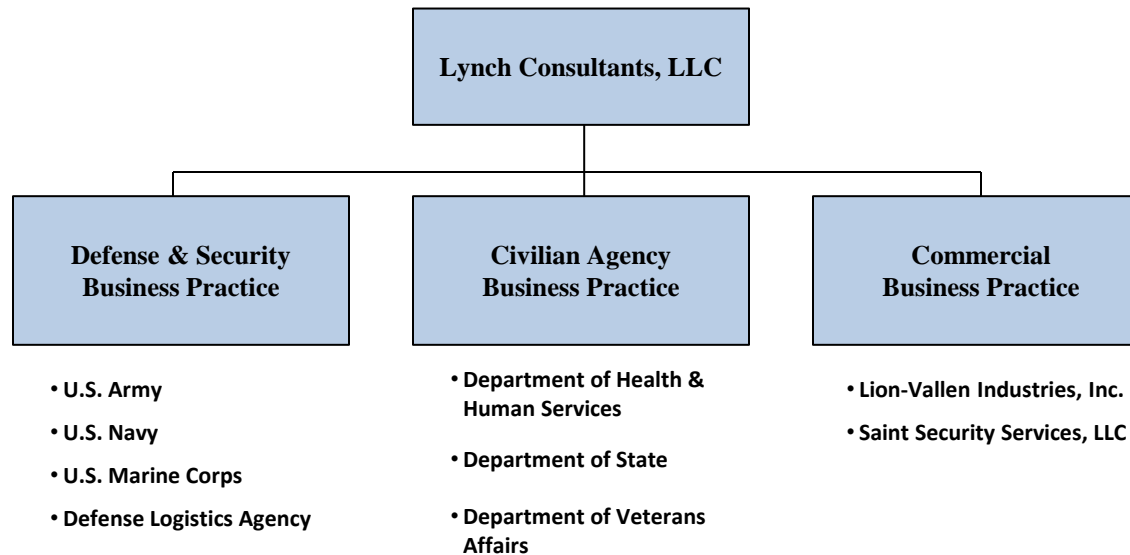 Lynch Consultants, LLC
Defense & Security
Business Practice
Civilian Agency
Business Practice
Commercial
Business Practice
• U.S. Army
• U.S. Navy
• U.S. Marine Corps
• Defense Logistics Agency
• Department of Health &
Human Services
• Department of State
• Department of Veterans
Affairs
• Lion-Vallen Industries, Inc.
• Saint Security Services, LLC